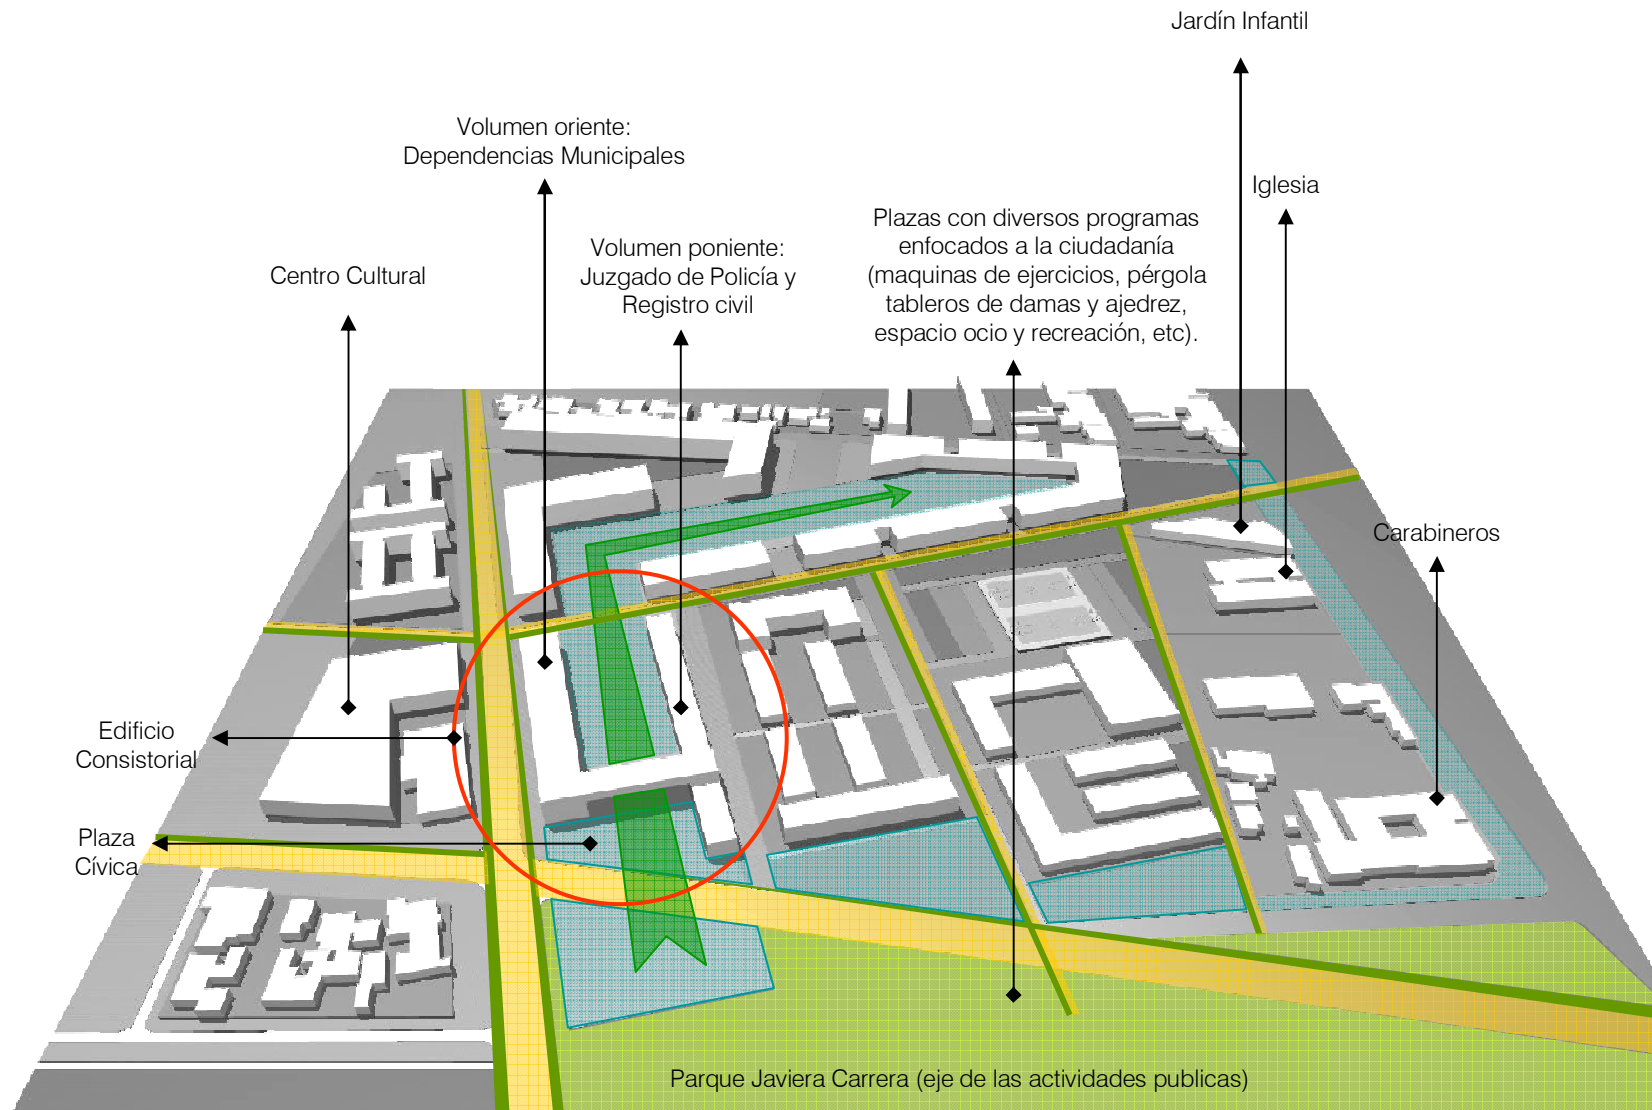 Jardín Infantil
Volumen oriente:
Dependencias Municipales
Iglesia
Plazas con diversos programas
enfocados a la ciudadanía
(maquinas de ejercicios, pérgola
tableros de damas y ajedrez,
espacio ocio y recreación, etc).
Volumen poniente:
Juzgado de Policía y
Registro civil
Centro Cultural
Carabineros
Edificio
Consistorial
Plaza
Cívica
Parque Javiera Carrera (eje de las actividades publicas)